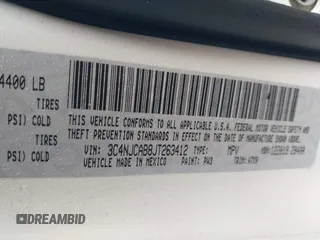 4400 LB
TIRES
PSI) COLD
TIRES
PSI) COLD
THIS VEHICLE CONFORMS TO ALL APPLICABLE U.S. FEDERAL MOTOR VEHICLE SAFETY AND
THEFT PREVENTION STANDARDS IN EFFECT ON THE DATE OF MANUFACTURE SHOWN ABOVE.
VIN: 3C4NJCAB8JT263412 TYPE: MPV
MADE IN MEXICO PAINT: PW3 TRIM: